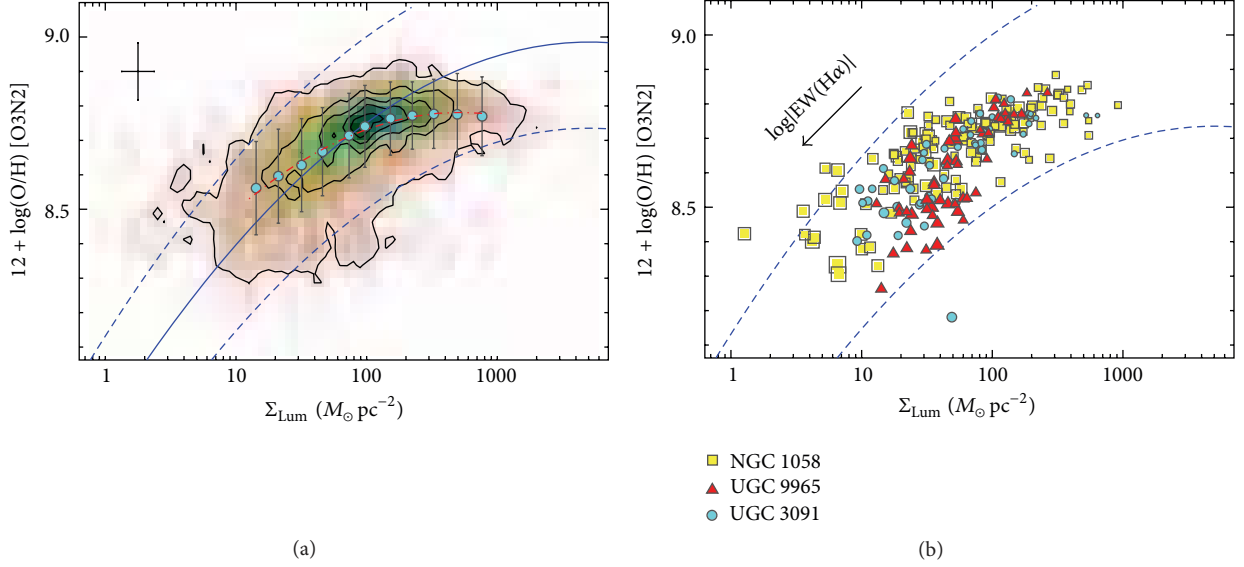 12 + log(O/H) [O3N2]
9.0
8.5
1 10 100 1000
Σ_Lum (M_⊙ pc⁻²)
(a)
12 + log(O/H) [O3N2]
9.0
8.5
log|EW(Hα)|
1 10 100 1000
Σ_Lum (M_⊙ pc⁻²)
NGC 1058
UGC 9965
UGC 3091
(b)